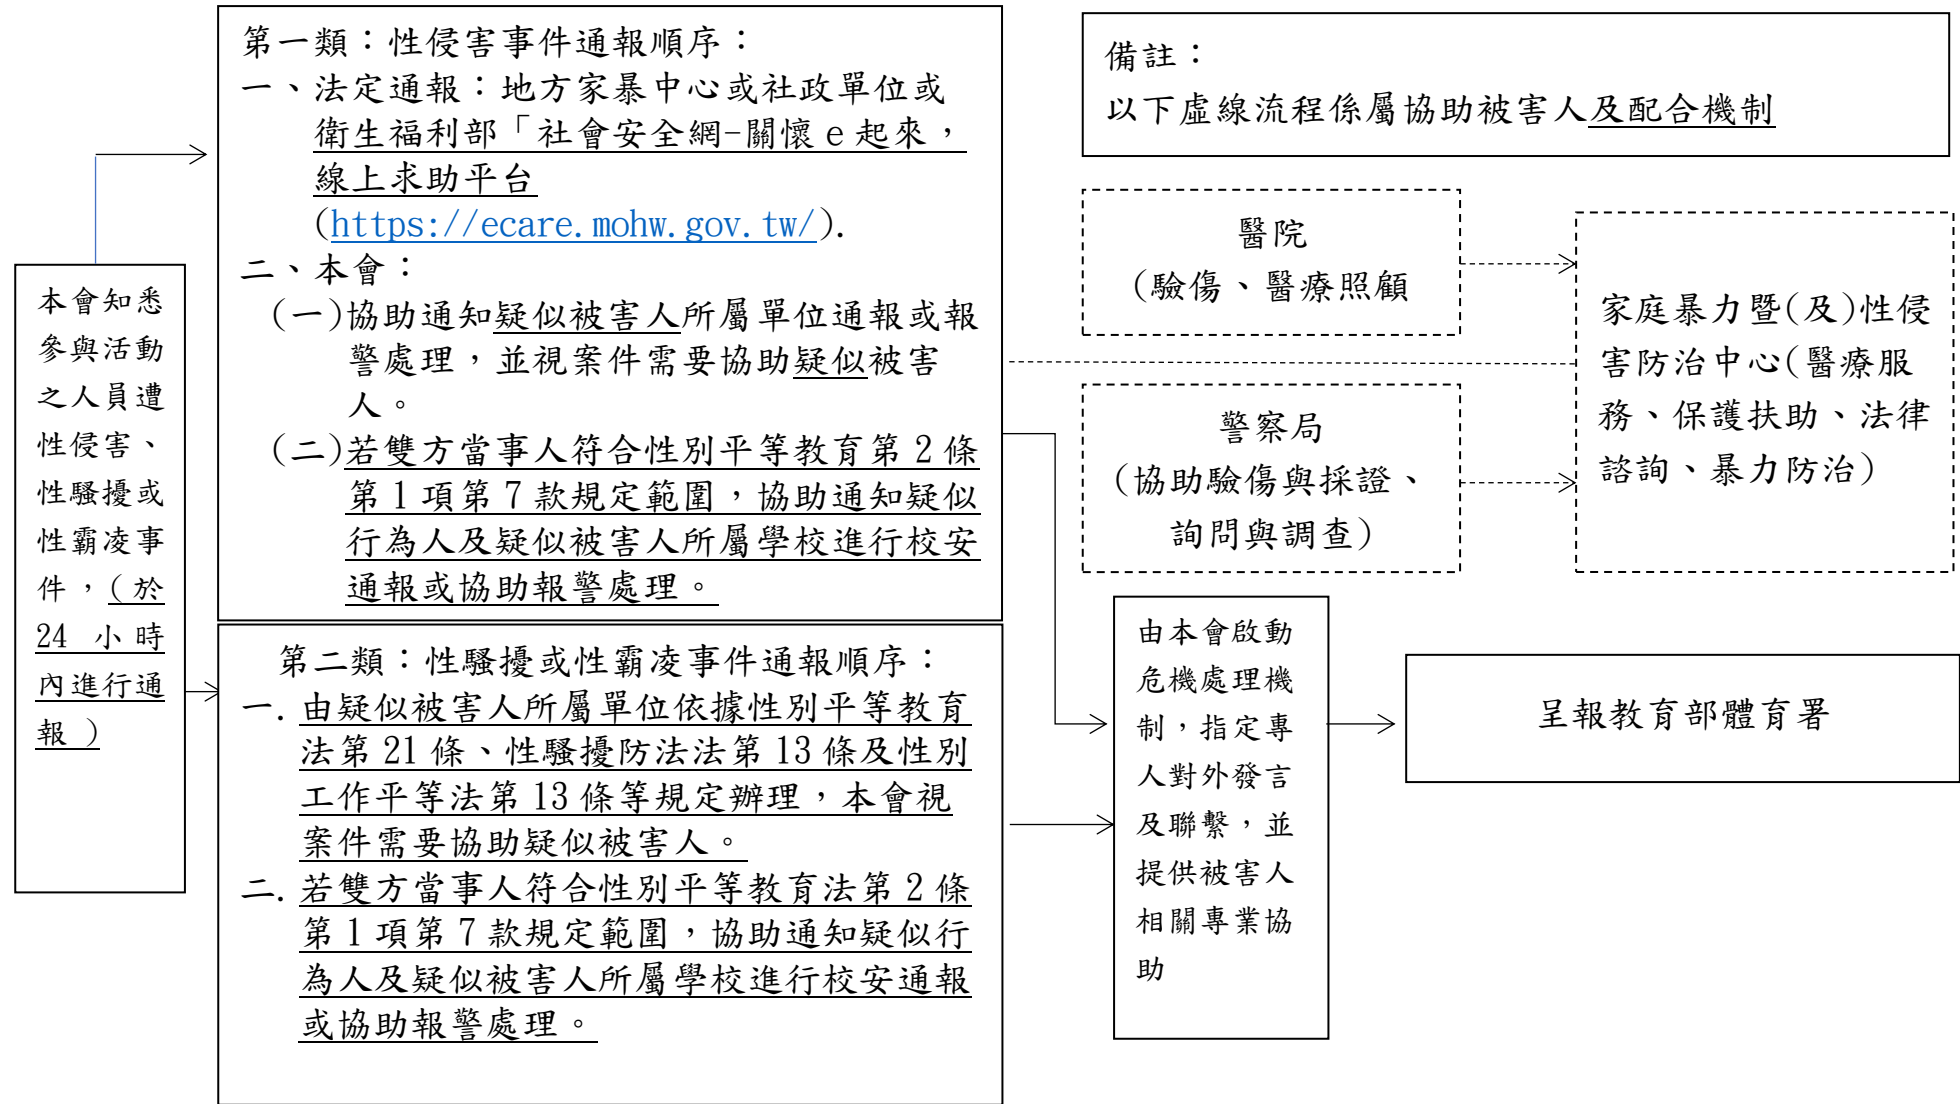 本會知悉
參與活動
之人員遭
性侵害、
性騷擾或
性霸凌事
件，(於
24 小時
內進行通
報 )
第一類：性侵害事件通報順序：
一、法定通報：地方家暴中心或社政單位或
衛生福利部「社會安全網-關懷 e 起來，
線上求助平台
(https://ecare.mohw.gov.tw/).
二、本會：
(一)協助通知疑似被害人所屬單位通報或報
警處理，並視案件需要協助疑似被害
人。
(二)若雙方當事人符合性別平等教育第 2 條
第 1 項第 7 款規定範圍，協助通知疑似
行為人及疑似被害人所屬學校進行校安
通報或協助報警處理。
第二類：性騷擾或性霸凌事件通報順序：
一. 由疑似被害人所屬單位依據性別平等教育
法第 21 條、性騷擾防法法第 13 條及性別
工作平等法第 13 條等規定辦理，本會視
案件需要協助疑似被害人。
二. 若雙方當事人符合性別平等教育法第 2 條
第 1 項第 7 款規定範圍，協助通知疑似行
為人及疑似被害人所屬學校進行校安通報
或協助報警處理。
備註：
以下虛線流程係屬協助被害人及配合機制
醫院
(驗傷、醫療照顧
警察局
(協助驗傷與採證、
詢問與調查)
家庭暴力暨(及)性侵
害防治中心(醫療服
務、保護扶助、法律
諮詢、暴力防治)
由本會啟動
危機處理機
制，指定專
人對外發言
及聯繫，並
提供被害人
相關專業協
助
呈報教育部體育署